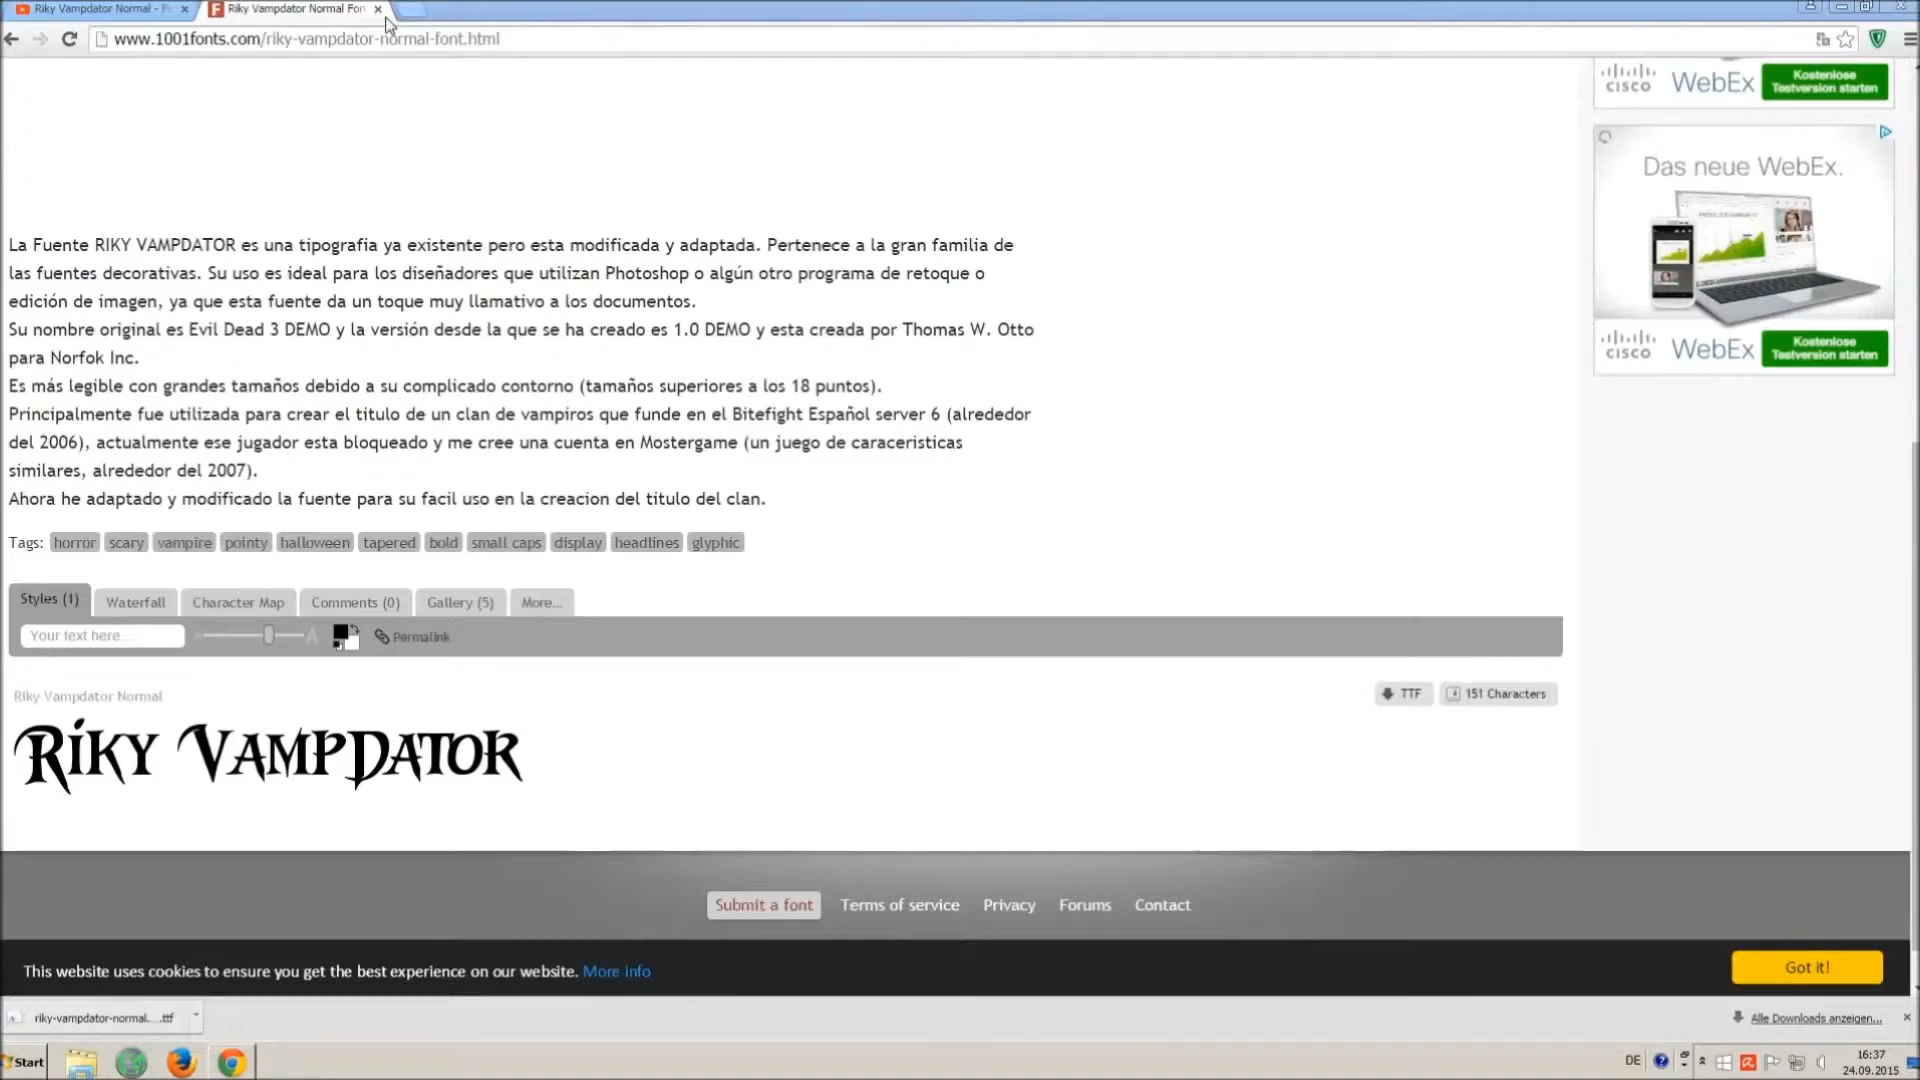 Riky Vampdator Normal -
Riky Vampdator Normal Fon
www.1001fonts.com/riky-vampdator-normal-font.html
CISCO WebEx Kostenlose Testversion starten
Das neue WebEx.
CISCO WebEx Kostenlose Testversion starten
La Fuente RIKY VAMPDATOR es una tipografia ya existente pero esta modificada y adaptada. Pertenece a la gran familia de
las fuentes decorativas. Su uso es ideal para los diseñadores que utilizan Photoshop o algún otro programa de retoque o
edición de imagen, ya que esta fuente da un toque muy llamativo a los documentos.
Su nombre original es Evil Dead 3 DEMO y la versión desde la que se ha creado es 1.0 DEMO y esta creada por Thomas W. Otto
para Norfok Inc.
Es más legible con grandes tamaños debido a su complicado contorno (tamaños superiores a los 18 puntos).
Principalmente fue utilizada para crear el titulo de un clan de vampiros que funde en el Bitefight Español server 6 (alrededor
del 2006), actualmente ese jugador esta bloqueado y me cree una cuenta en Mostergame (un juego de caraceristicas
similares, alrededor del 2007).
Ahora he adaptado y modificado la fuente para su facil uso en la creacion del titulo del clan.
Tags: horror scary vampire pointy halloween tapered bold small caps display headlines glyphic
Styles (1) Waterfall Character Map Comments (0) Gallery (5) More...
Your text here... Permalink
Riky Vampdator Normal
TTF 151 Characters
Riky VampDator
Submit a font Terms of service Privacy Forums Contact
This website uses cookies to ensure you get the best experience on our website. More info
Got it!
riky-vampdator-normal....ttf
Alle Downloads anzeigen...
Start
DE
16:37
24.09.2015